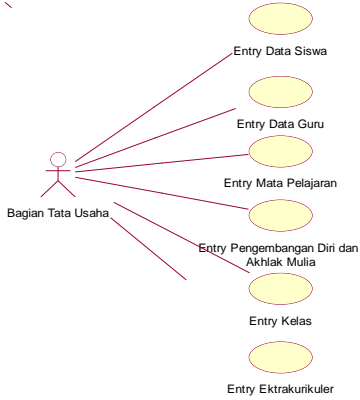 Entry Data Siswa
Entry Data Guru
Entry Mata Pelajaran
Bagian Tata Usaha
Entry Pengembangan Diri dan
Akhlak Mulia
Entry Kelas
Entry Ektrakurikuler